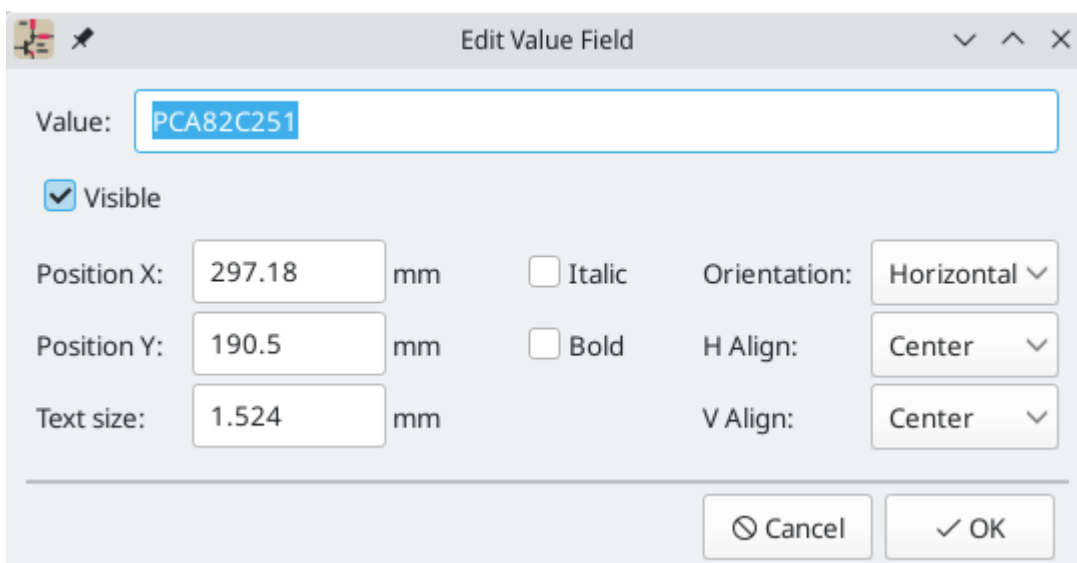 Edit Value Field
Value: PCA82C251
Visible
Position X: 297.18 mm Italic Orientation: Horizontal
Position Y: 190.5 mm Bold H Align: Center
Text size: 1.524 mm V Align: Center
Cancel OK